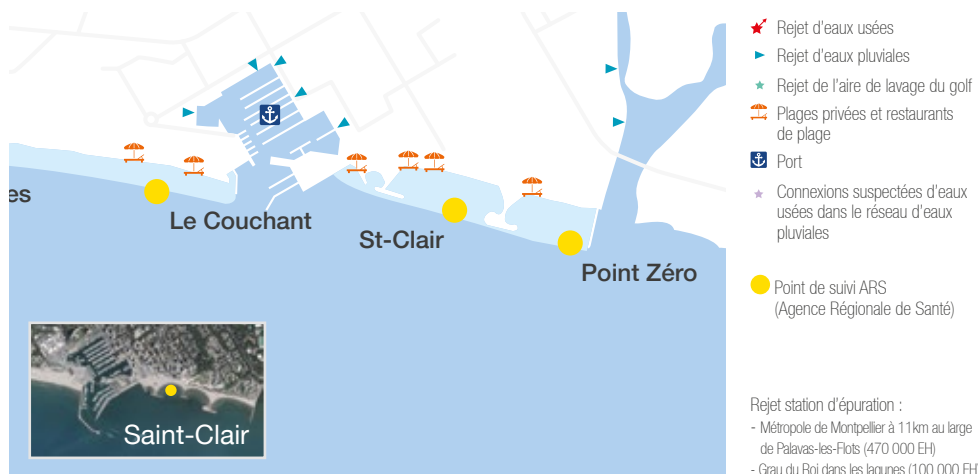 es
Le Couchant
St-Clair
Point Zéro
Saint-Clair
Rejet d'eaux usées
Rejet d'eaux pluviales
Rejet de l'aire de lavage du golf
Plages privées et restaurants
de plage
Port
Connexions suspectées d'eaux
usées dans le réseau d'eaux
pluviales
Point de suivi ARS
(Agence Régionale de Santé)
Rejet station d'épuration :
- Métropole de Montpellier à 11km au large
de Palavas-les-Flots (470 000 EH)
- Grau du Roi dans les lagunes (100 000 EH